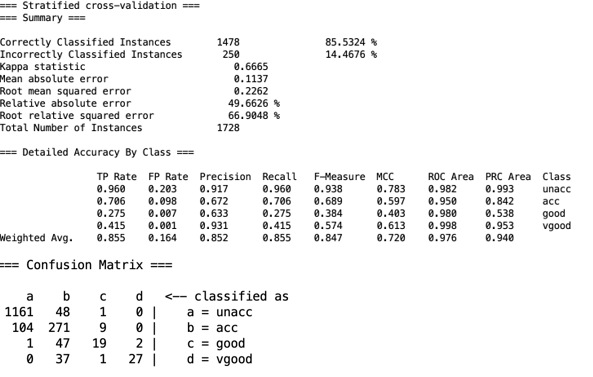 === Stratified cross-validation ===
=== Summary ===
Correctly Classified Instances 1478 85.5324 %
Incorrectly Classified Instances 250 14.4676 %
Kappa statistic 0.6665
Mean absolute error 0.1137
Root mean squared error 0.2262
Relative absolute error 49.6626 %
Root relative squared error 66.9048 %
Total Number of Instances 1728
=== Detailed Accuracy By Class ===
TP Rate FP Rate Precision Recall F-Measure MCC ROC Area PRC Area Class
0.960 0.203 0.917 0.960 0.938 0.783 0.982 0.993 unacc
0.706 0.098 0.672 0.706 0.689 0.597 0.950 0.842 acc
0.275 0.007 0.633 0.275 0.384 0.403 0.980 0.538 good
0.415 0.001 0.931 0.415 0.574 0.613 0.998 0.953 vgood
Weighted Avg. 0.855 0.164 0.852 0.855 0.847 0.720 0.976 0.940
=== Confusion Matrix ===
a b c d <-- classified as
1161 48 1 0 | a = unacc
104 271 9 0 | b = acc
1 47 19 2 | c = good
0 37 1 27 | d = vgood